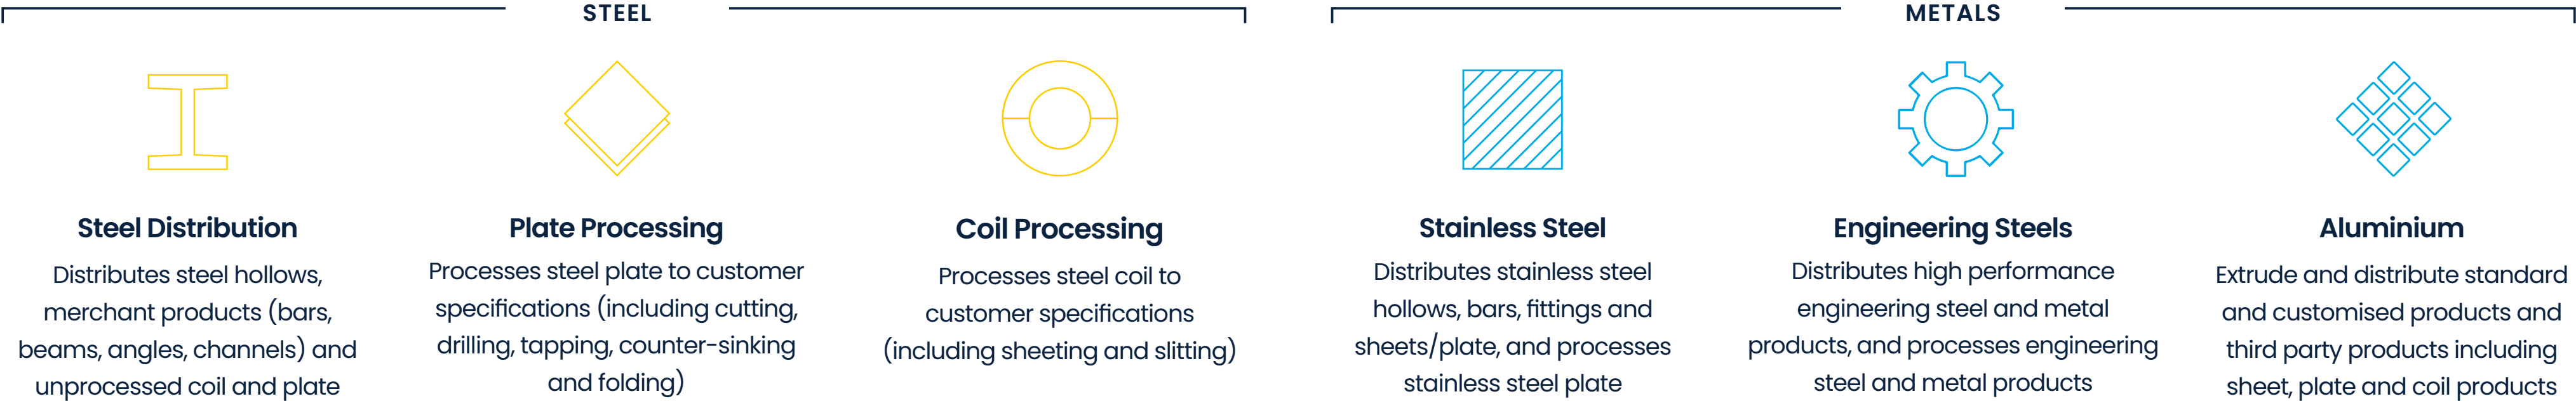 STEEL
Steel Distribution
Distributes steel hollows,
merchant products (bars,
beams, angles, channels) and
unprocessed coil and plate
Plate Processing
Processes steel plate to customer
specifications (including cutting,
drilling, tapping, counter-sinking
and folding)
Coil Processing
Processes steel coil to
customer specifications
(including sheeting and slitting)
METALS
Stainless Steel
Distributes stainless steel
hollows, bars, fittings and
sheets/plate, and processes
stainless steel plate
Engineering Steels
Distributes high performance
engineering steel and metal
products, and processes engineering
steel and metal products
Aluminium
Extrude and distribute standard
and customised products and
third party products including
sheet, plate and coil products